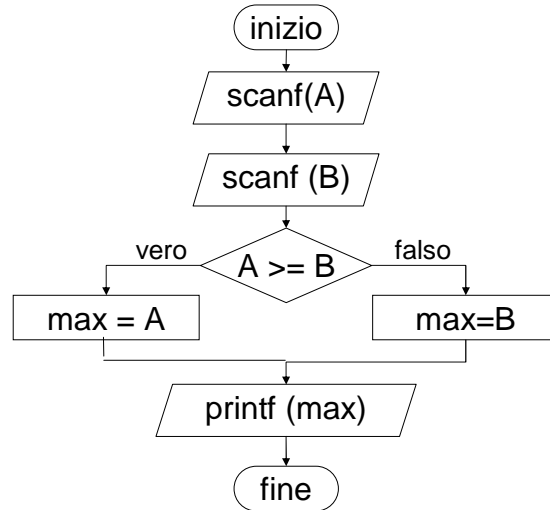 inizio
scanf(A)
scanf (B)
vero
falso
A >= B
max = A
max=B
printf (max)
fine